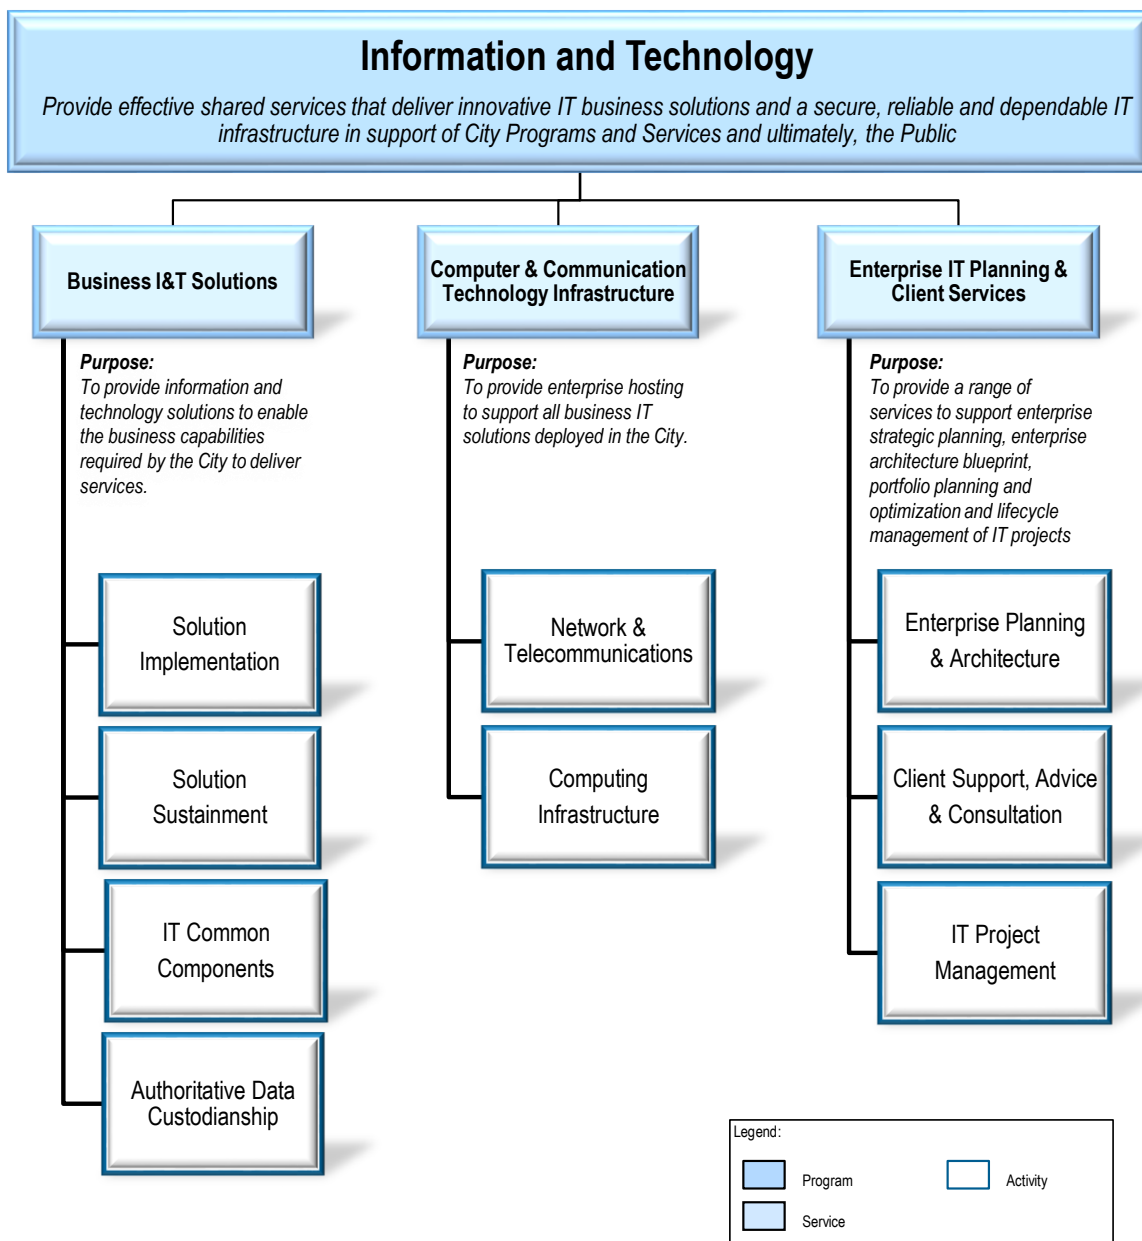 Information and Technology
Provide effective shared services that deliver innovative IT business solutions and a secure, reliable and dependable IT
infrastructure in support of City Programs and Services and ultimately, the Public
Business I&T Solutions
Purpose:
To provide information and
technology solutions to enable
the business capabilities
required by the City to deliver
services.
Solution
Implementation
Solution
Sustainment
IT Common
Components
Authoritative Data
Custodianship
Computer & Communication
Technology Infrastructure
Purpose:
To provide enterprise hosting
to support all business IT
solutions deployed in the City.
Network &
Telecommunications
Computing
Infrastructure
Enterprise IT Planning &
Client Services
Purpose:
To provide a range of
services to support enterprise
strategic planning, enterprise
architecture blueprint,
portfolio planning and
optimization and lifecycle
management of IT projects
Enterprise Planning
& Architecture
Client Support, Advice
& Consultation
IT Project
Management
Legend:
Program
Activity
Service